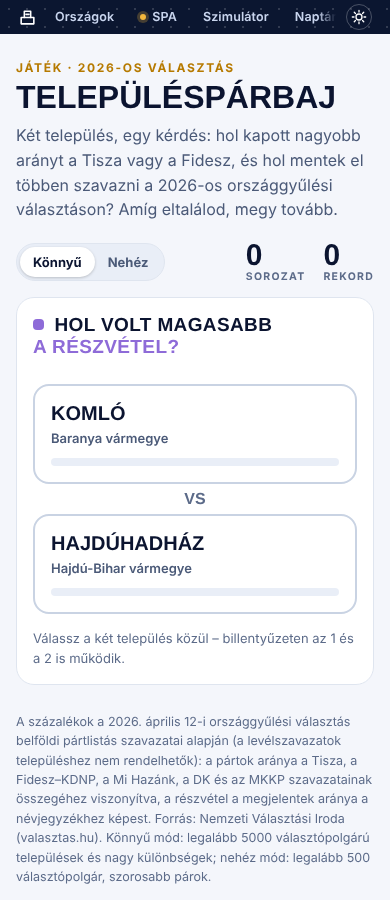 Országok SPA Szimulátor Naptár
JÁTÉK · 2026-OS VÁLASZTÁS
TELEPÜLÉSPÁRBAJ
Két település, egy kérdés: hol kapott nagyobb
arányt a Tisza vagy a Fidesz, és hol mentek el
többen szavazni a 2026-os országgyűlési
választáson? Amíg eltalálod, megy tovább.
Könnyű Nehéz
0 0
SOROZAT REKORD
HOL VOLT MAGASABB
A RÉSZVÉTEL?
KOMLÓ
Baranya vármegye
VS
HAJDÚHADHÁZ
Hajdú-Bihar vármegye
Válassz a két település közül – billentyűzeten az 1 és
a 2 is működik.
A százalékok a 2026. április 12-i országgyűlési választás
belföldi pártlistás szavazatai alapján (a levélszavazatok
településhez nem rendelhetők): a pártok aránya a Tisza, a
Fidesz–KDNP, a Mi Hazánk, a DK és az MKKP szavazatainak
összegéhez viszonyítva, a részvétel a megjelentek aránya a
névjegyzékhez képest. Forrás: Nemzeti Választási Iroda
(valasztas.hu). Könnyű mód: legalább 5000 választópolgárú
települések és nagy különbségek; nehéz mód: legalább 500
választópolgár, szorosabb párok.